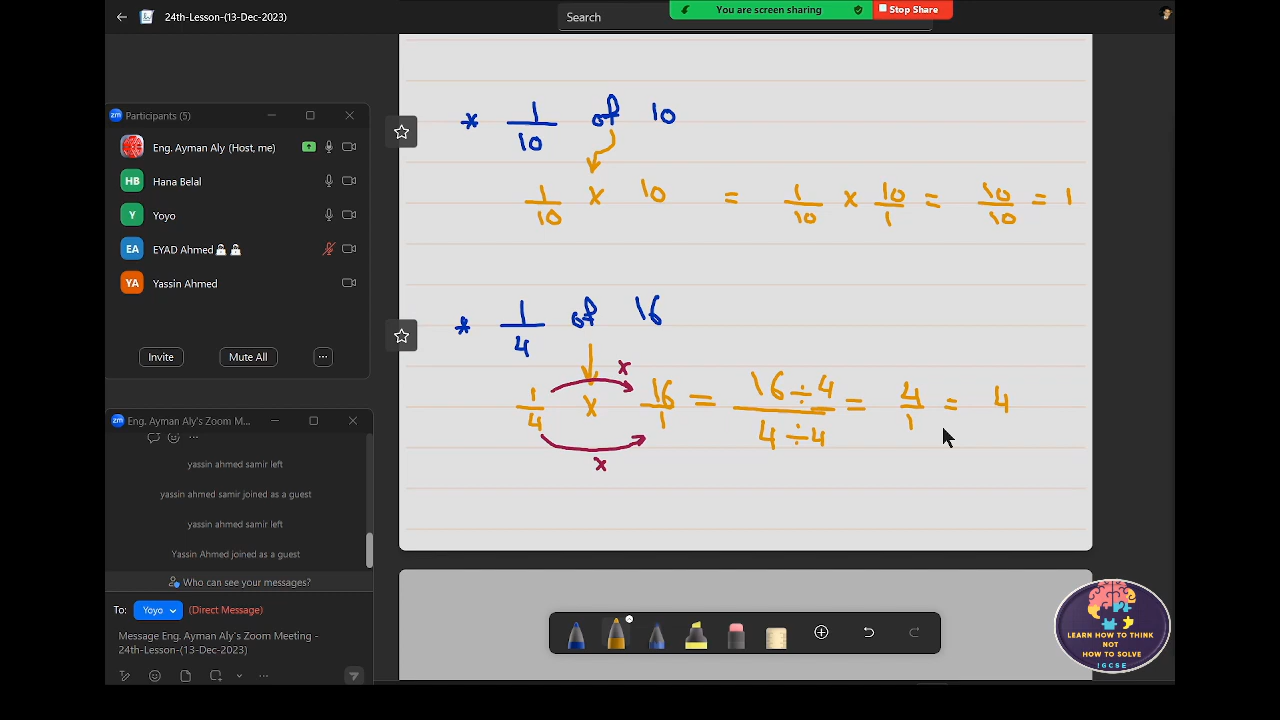 24th-Lesson-(13-Dec-2023)
Search
You are screen sharing
Stop Share
Participants (5)
Eng. Ayman Aly (Host, me)
HB Hana Belal
Y Yoyo
EA EYAD Ahmed
YA Yassin Ahmed
Invite
Mute All
...
Eng. Ayman Aly's Zoom M...
yassin ahmed samir left
yassin ahmed samir joined as a guest
yassin ahmed samir left
Yassin Ahmed joined as a guest
Who can see your messages?
To: Yoyo (Direct Message)
Message Eng. Ayman Aly's Zoom Meeting -
24th-Lesson-(13-Dec-2023)
* 1/10 of 10
1/10 x 10 = 1/10 x 10/1 = 10/10 = 1
* 1/4 of 16
x
1/4 x 16/1 = 16÷4/4÷4 = 4/1 = 4
x
LEARN HOW TO THINK
NOT
HOW TO SOLVE
IGCSE